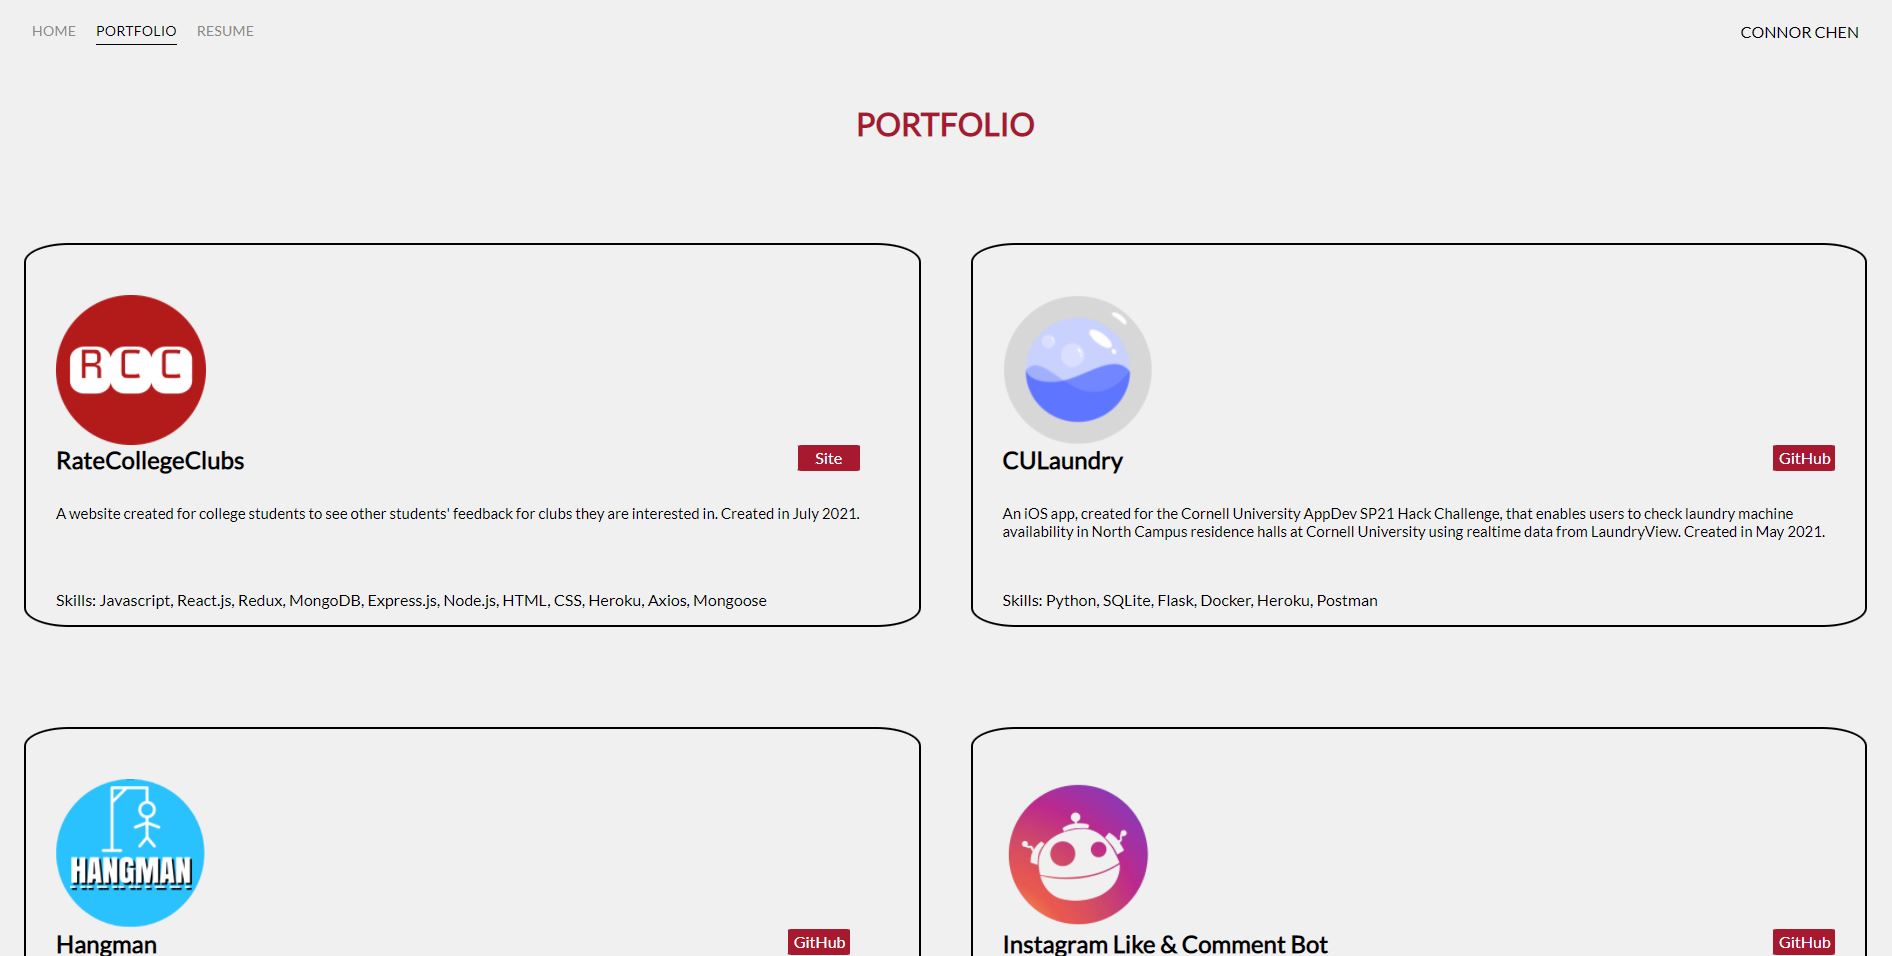 HOME PORTFOLIO RESUME CONNOR CHEN
PORTFOLIO
RCC
RateCollegeClubs Site
A website created for college students to see other students' feedback for clubs they are interested in. Created in July 2021.
Skills: Javascript, React.js, Redux, MongoDB, Express.js, Node.js, HTML, CSS, Heroku, Axios, Mongoose
CULaundry GitHub
An iOS app, created for the Cornell University AppDev SP21 Hack Challenge, that enables users to check laundry machine
availability in North Campus residence halls at Cornell University using realtime data from LaundryView. Created in May 2021.
Skills: Python, SQLite, Flask, Docker, Heroku, Postman
HANGMAN
Hangman GitHub
Instagram Like & Comment Bot GitHub